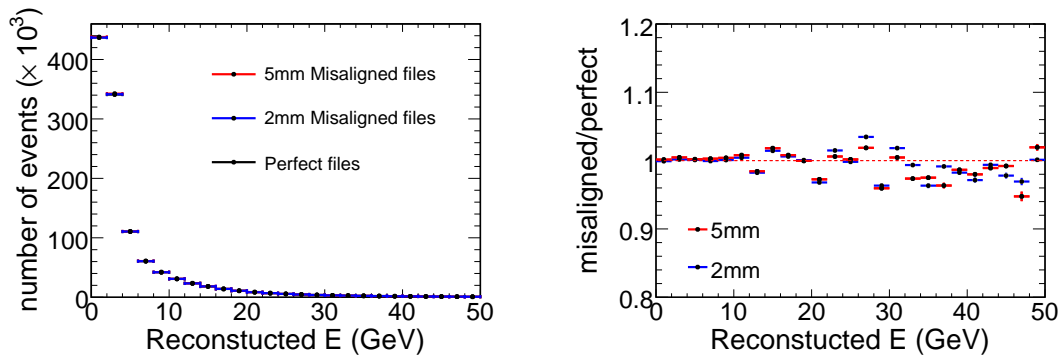 number of events (× 10³)
400
300
200
100
0
5mm Misaligned files
2mm Misaligned files
Perfect files
0 10 20 30 40 50
Reconstucted E (GeV)
misaligned/perfect
1.2
1.1
1
0.9
0.8
5mm
2mm
0 10 20 30 40 50
Reconstucted E (GeV)